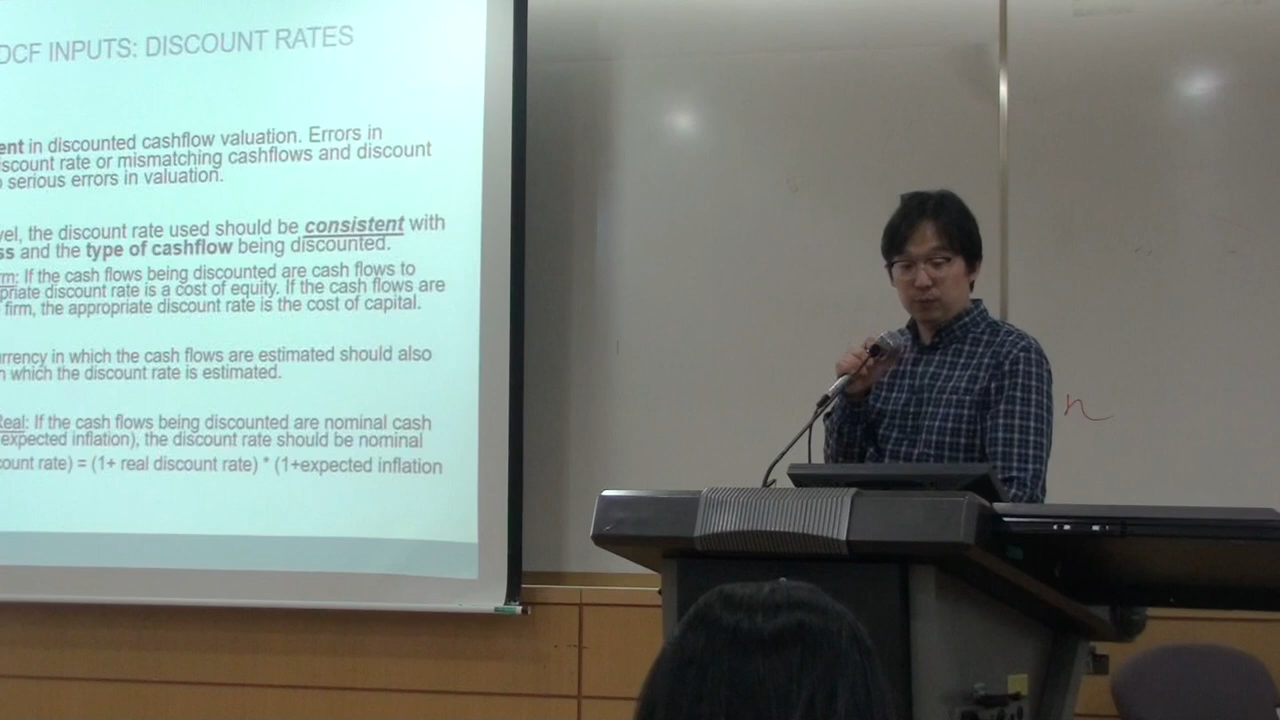 DCF INPUTS: DISCOUNT RATES
ent in discounted cashflow valuation. Errors in
iscount rate or mismatching cashflows and discount
o serious errors in valuation.
vel, the discount rate used should be consistent with
ss and the type of cashflow being discounted.
rm: If the cash flows being discounted are cash flows to
priate discount rate is a cost of equity. If the cash flows are
firm, the appropriate discount rate is the cost of capital.
urrency in which the cash flows are estimated should also
n which the discount rate is estimated.
Real: If the cash flows being discounted are nominal cash
expected inflation), the discount rate should be nominal
count rate) = (1+ real discount rate) * (1+expected inflation
n